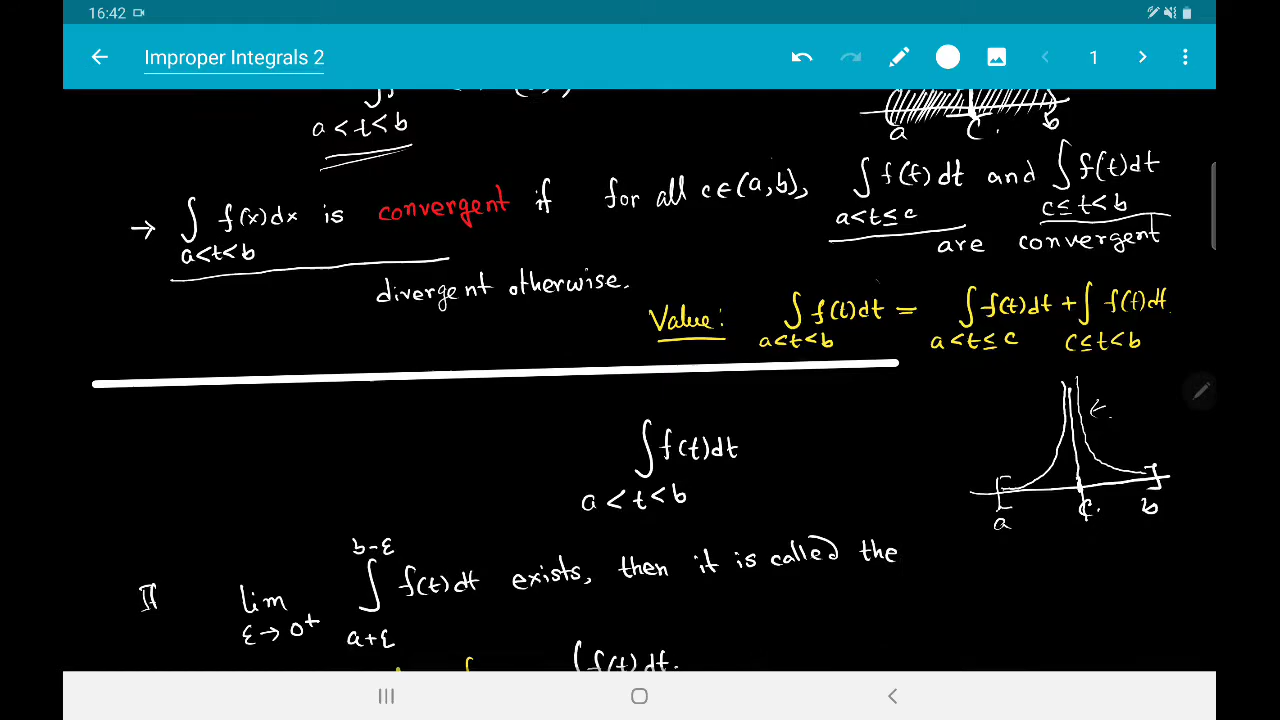 16:42
Improper Integrals 2
1
a < t < b
a c b
→ ∫ f(x)dx is convergent if for all c∈(a,b), ∫ f(t)dt and ∫ f(t)dt
a<t<b a<t≤c c≤t<b
are convergent
divergent otherwise.
Value: ∫ f(t)dt = ∫ f(t)dt + ∫ f(t)dt.
a<t<b a<t≤c c≤t<b
∫ f(t)dt
a < t < b
a c. b
b-ε
If lim ∫ f(t)dt exists, then it is called the
ε→0+ a+ε
∫ f(t)dt.